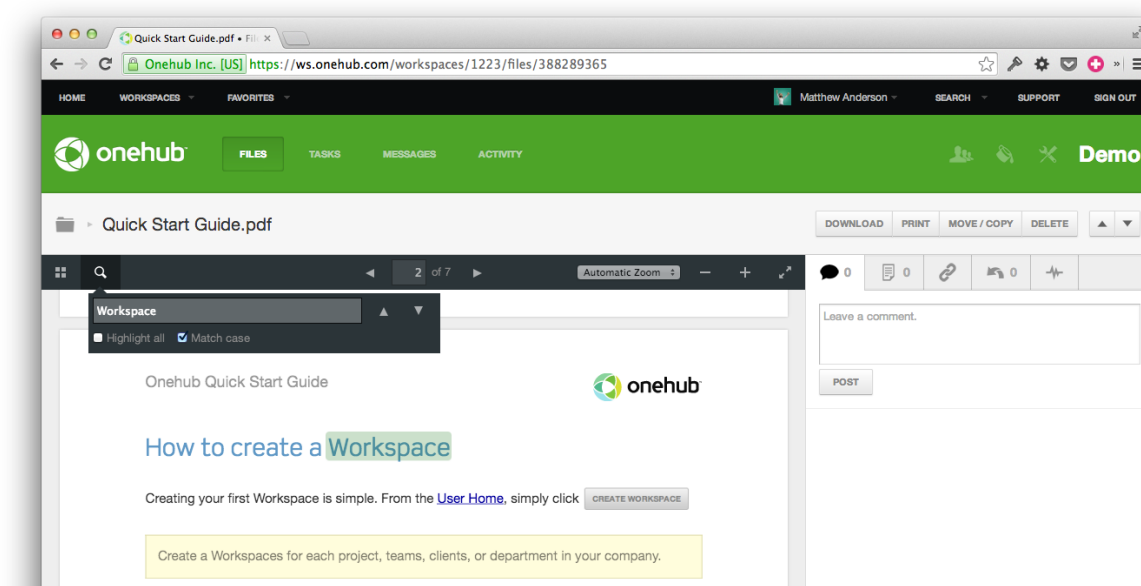 Quick Start Guide.pdf • Fil
Onehub Inc. [US] https://ws.onehub.com/workspaces/1223/files/388289365
HOME WORKSPACES FAVORITES Matthew Anderson SEARCH SUPPORT SIGN OUT
onehub FILES TASKS MESSAGES ACTIVITY Demo
Quick Start Guide.pdf DOWNLOAD PRINT MOVE / COPY DELETE
2 of 7 Automatic Zoom 0 0 0
Workspace
Highlight all Match case
Leave a comment.
POST
Onehub Quick Start Guide onehub
How to create a Workspace
Creating your first Workspace is simple. From the User Home, simply click CREATE WORKSPACE
Create a Workspaces for each project, teams, clients, or department in your company.